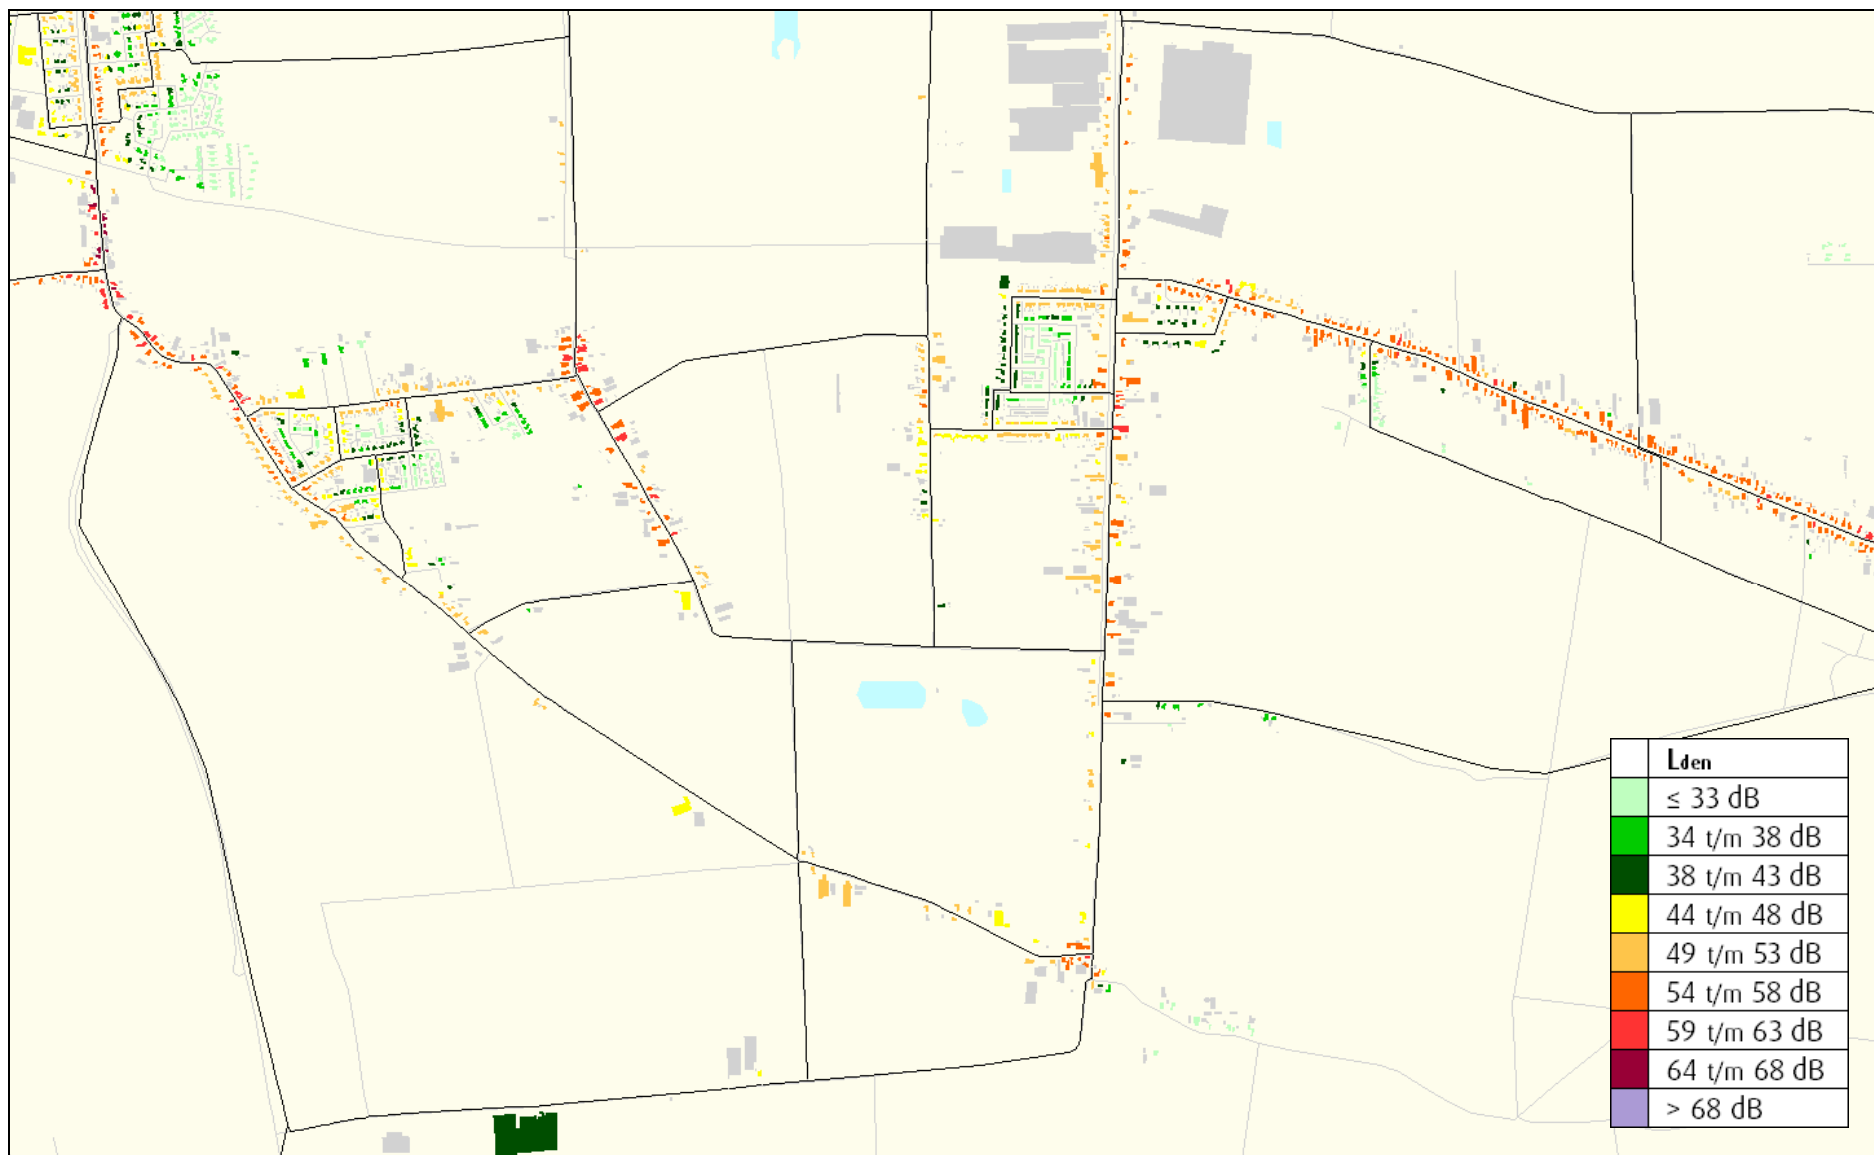 Lden
≤ 33 dB
34 t/m 38 dB
38 t/m 43 dB
44 t/m 48 dB
49 t/m 53 dB
54 t/m 58 dB
59 t/m 63 dB
64 t/m 68 dB
> 68 dB